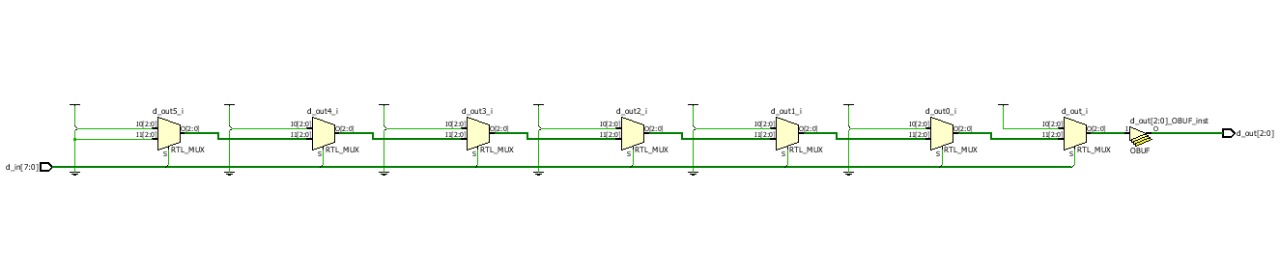 d_out5_i
I0[2:0]
I1[2:0]
O[2:0]
S
RTL_MUX
d_out4_i
I0[2:0]
I1[2:0]
O[2:0]
S
RTL_MUX
d_out3_i
I0[2:0]
I1[2:0]
O[2:0]
S
RTL_MUX
d_out2_i
I0[2:0]
I1[2:0]
O[2:0]
S
RTL_MUX
d_out1_i
I0[2:0]
I1[2:0]
O[2:0]
S
RTL_MUX
d_out0_i
I0[2:0]
I1[2:0]
O[2:0]
S
RTL_MUX
d_out_i
I0[2:0]
I1[2:0]
O[2:0]
S
RTL_MUX
d_out[2:0]_OBUF_inst
I
O
OBUF
d_out[2:0]
d_in[7:0]